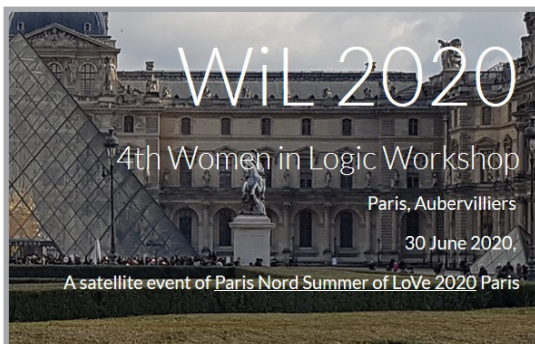 WiL 2020
4th Women in Logic Workshop
Paris, Aubervilliers
30 June 2020,
A satellite event of Paris Nord Summer of LoVe 2020 Paris